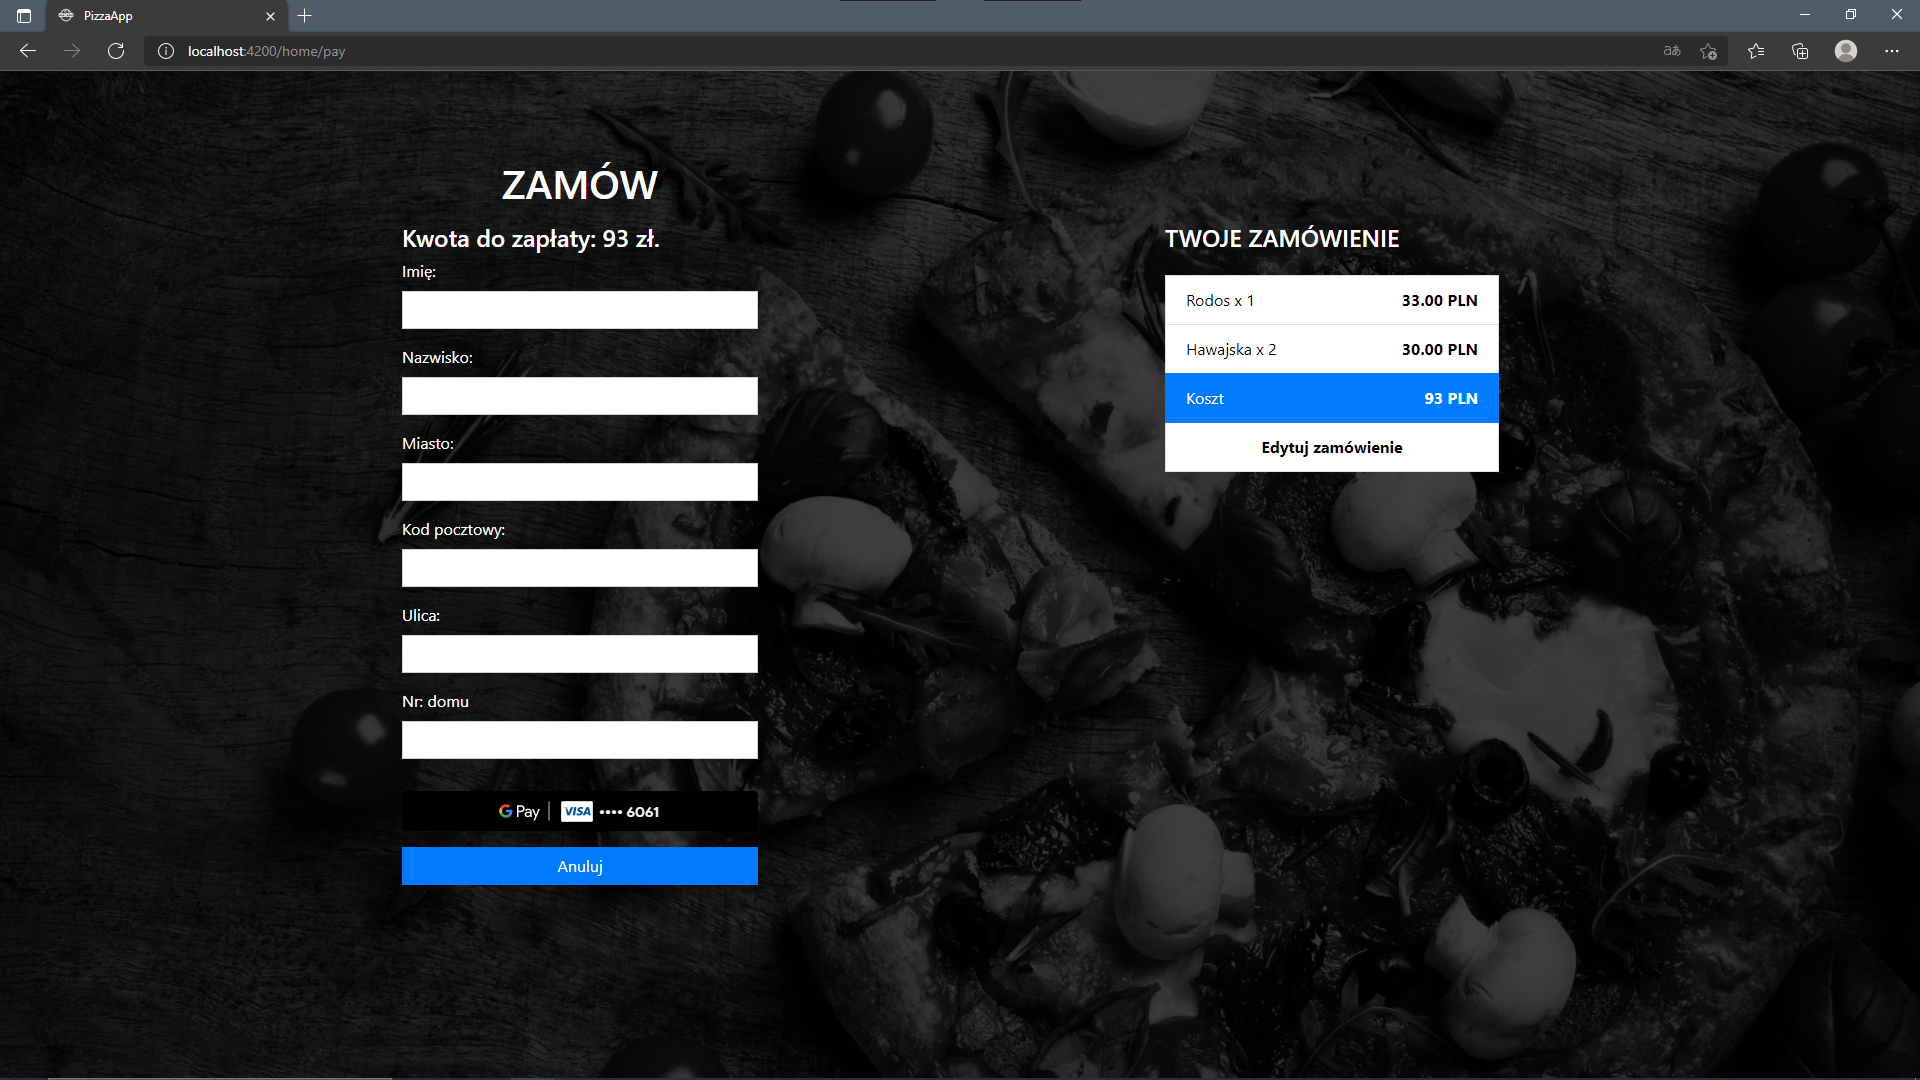 PizzaApp
localhost:4200/home/pay
ZAMÓW
Kwota do zapłaty: 93 zł.
Imię:
Nazwisko:
Miasto:
Kod pocztowy:
Ulica:
Nr: domu
G Pay | VISA •••• 6061
Anuluj
TWOJE ZAMÓWIENIE
Rodos x 1 33.00 PLN
Hawajska x 2 30.00 PLN
Koszt 93 PLN
Edytuj zamówienie